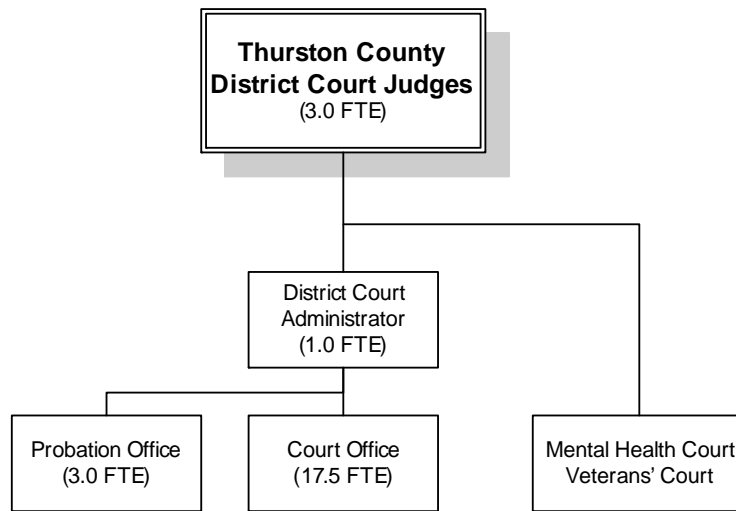 Thurston County
District Court Judges
(3.0 FTE)
District Court
Administrator
(1.0 FTE)
Probation Office
(3.0 FTE)
Court Office
(17.5 FTE)
Mental Health Court
Veterans' Court